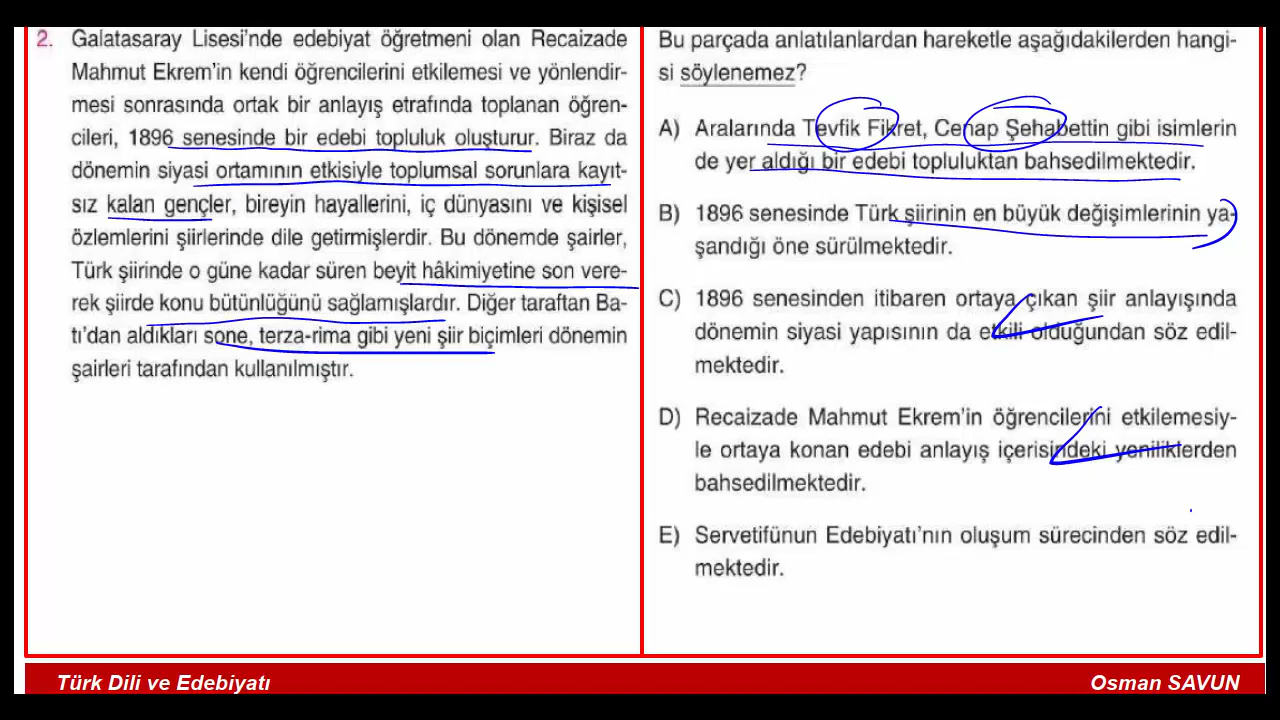 2. Galatasaray Lisesi'nde edebiyat öğretmeni olan Recaizade
Mahmut Ekrem'in kendi öğrencilerini etkilemesi ve yönlendir-
mesi sonrasında ortak bir anlayış etrafında toplanan öğren-
cileri, 1896 senesinde bir edebi topluluk oluşturur. Biraz da
dönemin siyasi ortamının etkisiyle toplumsal sorunlara kayıt-
sız kalan gençler, bireyin hayallerini, iç dünyasını ve kişisel
özlemlerini şiirlerinde dile getirmişlerdir. Bu dönemde şairler,
Türk şiirinde o güne kadar süren beyit hâkimiyetine son vere-
rek şiirde konu bütünlüğünü sağlamışlardır. Diğer taraftan Ba-
tı'dan aldıkları sone, terza-rima gibi yeni şiir biçimleri dönemin
şairleri tarafından kullanılmıştır.
Bu parçada anlatılanlardan hareketle aşağıdakilerden hangi-
si söylenemez?
A) Aralarında Tevfik Fikret, Cenap Şehabettin gibi isimlerin
de yer aldığı bir edebi topluluktan bahsedilmektedir.
B) 1896 senesinde Türk şiirinin en büyük değişimlerinin ya-
şandığı öne sürülmektedir.
C) 1896 senesinden itibaren ortaya çıkan şiir anlayışında
dönemin siyasi yapısının da etkili olduğundan söz edil-
mektedir.
D) Recaizade Mahmut Ekrem'in öğrencilerini etkilemesiy-
le ortaya konan edebi anlayış içerisindeki yeniliklerden
bahsedilmektedir.
E) Servetifünun Edebiyatı'nın oluşum sürecinden söz edil-
mektedir.
Türk Dili ve Edebiyatı
Osman SAVUN